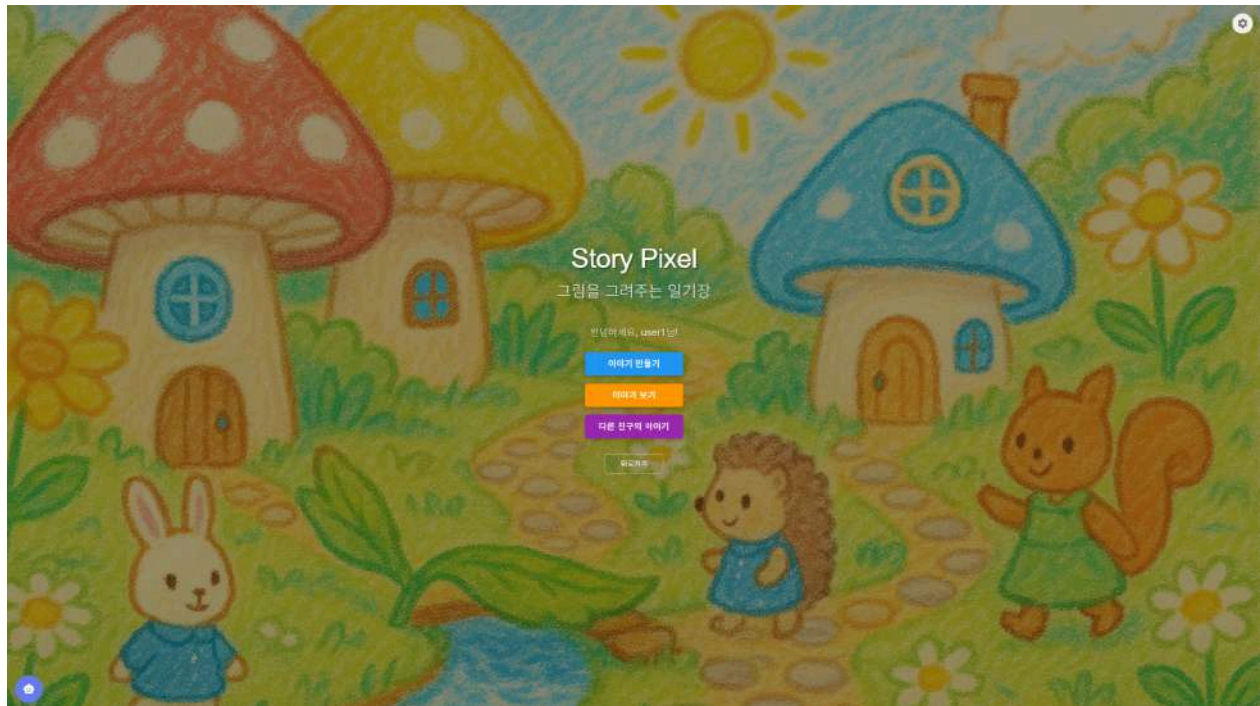 Story Pixel
그림을 그려주는 일기장
안녕하세요, user1님!
이야기 만들기
이야기 보기
다른 친구의 이야기